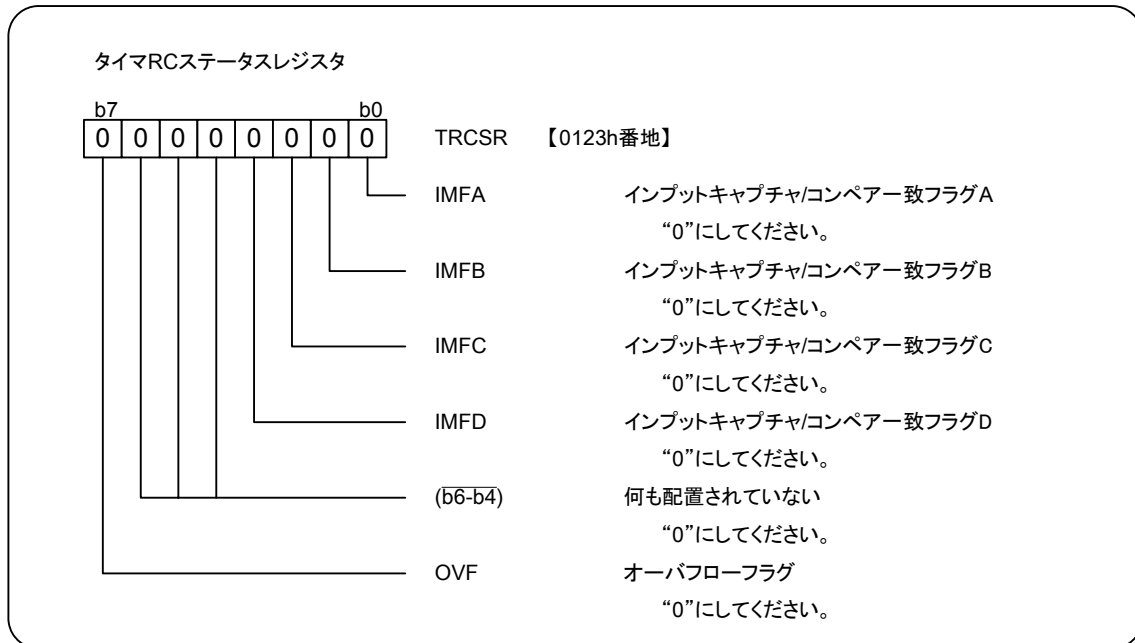 タイマRCステータスレジスタ
b7 b0
0 0 0 0 0 0 0 0 TRCSR 【0123h番地】
IMFA インプットキャプチャ/コンペア一致フラグA
“0”にしてください。
IMFB インプットキャプチャ/コンペア一致フラグB
“0”にしてください。
IMFC インプットキャプチャ/コンペア一致フラグC
“0”にしてください。
IMFD インプットキャプチャ/コンペア一致フラグD
“0”にしてください。
(b6-b4) 何も配置されていない
“0”にしてください。
OVF オーバフローフラグ
“0”にしてください。